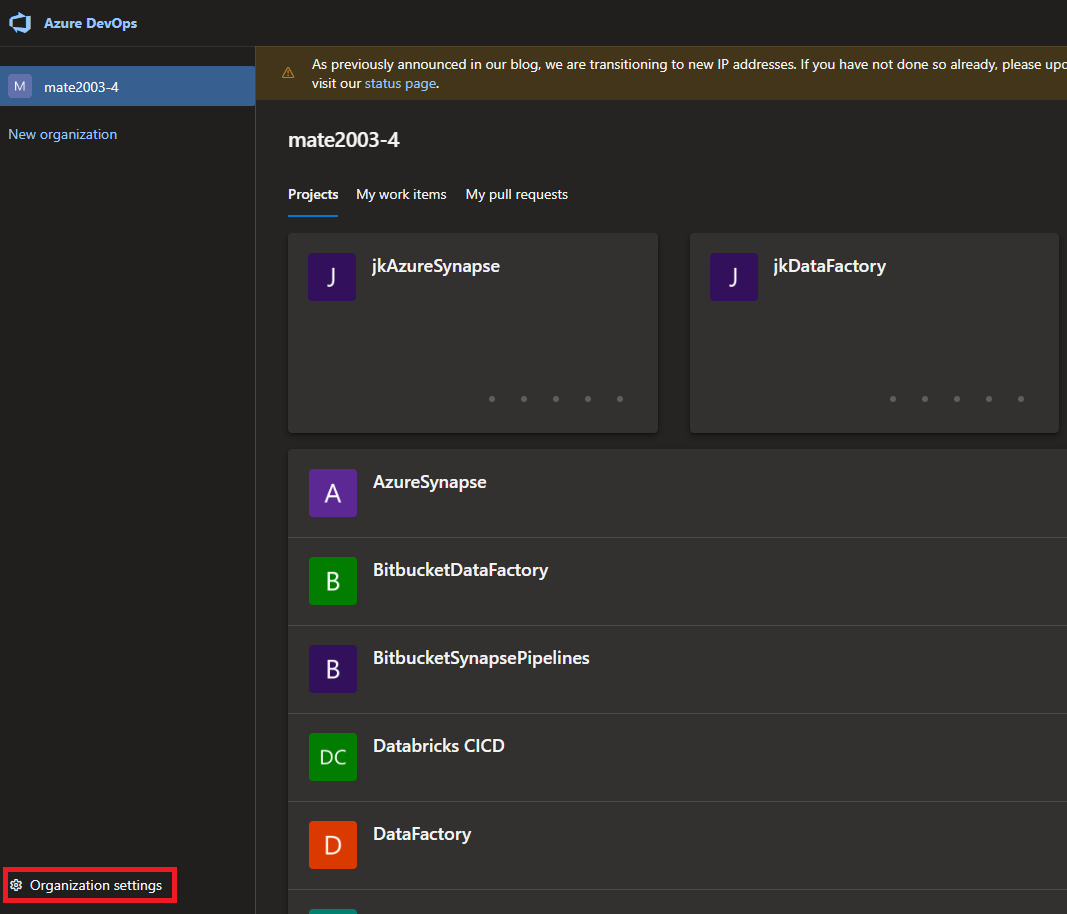 Azure DevOps
M
mate2003-4
New organization
As previously announced in our blog, we are transitioning to new IP addresses. If you have not done so already, please
visit our status page.
mate2003-4
Projects My work items My pull requests
J
jkAzureSynapse
J
jkDataFactory
A
AzureSynapse
B
BitbucketDataFactory
B
BitbucketSynapsePipelines
DC
Databricks CICD
D
DataFactory
Organization settings